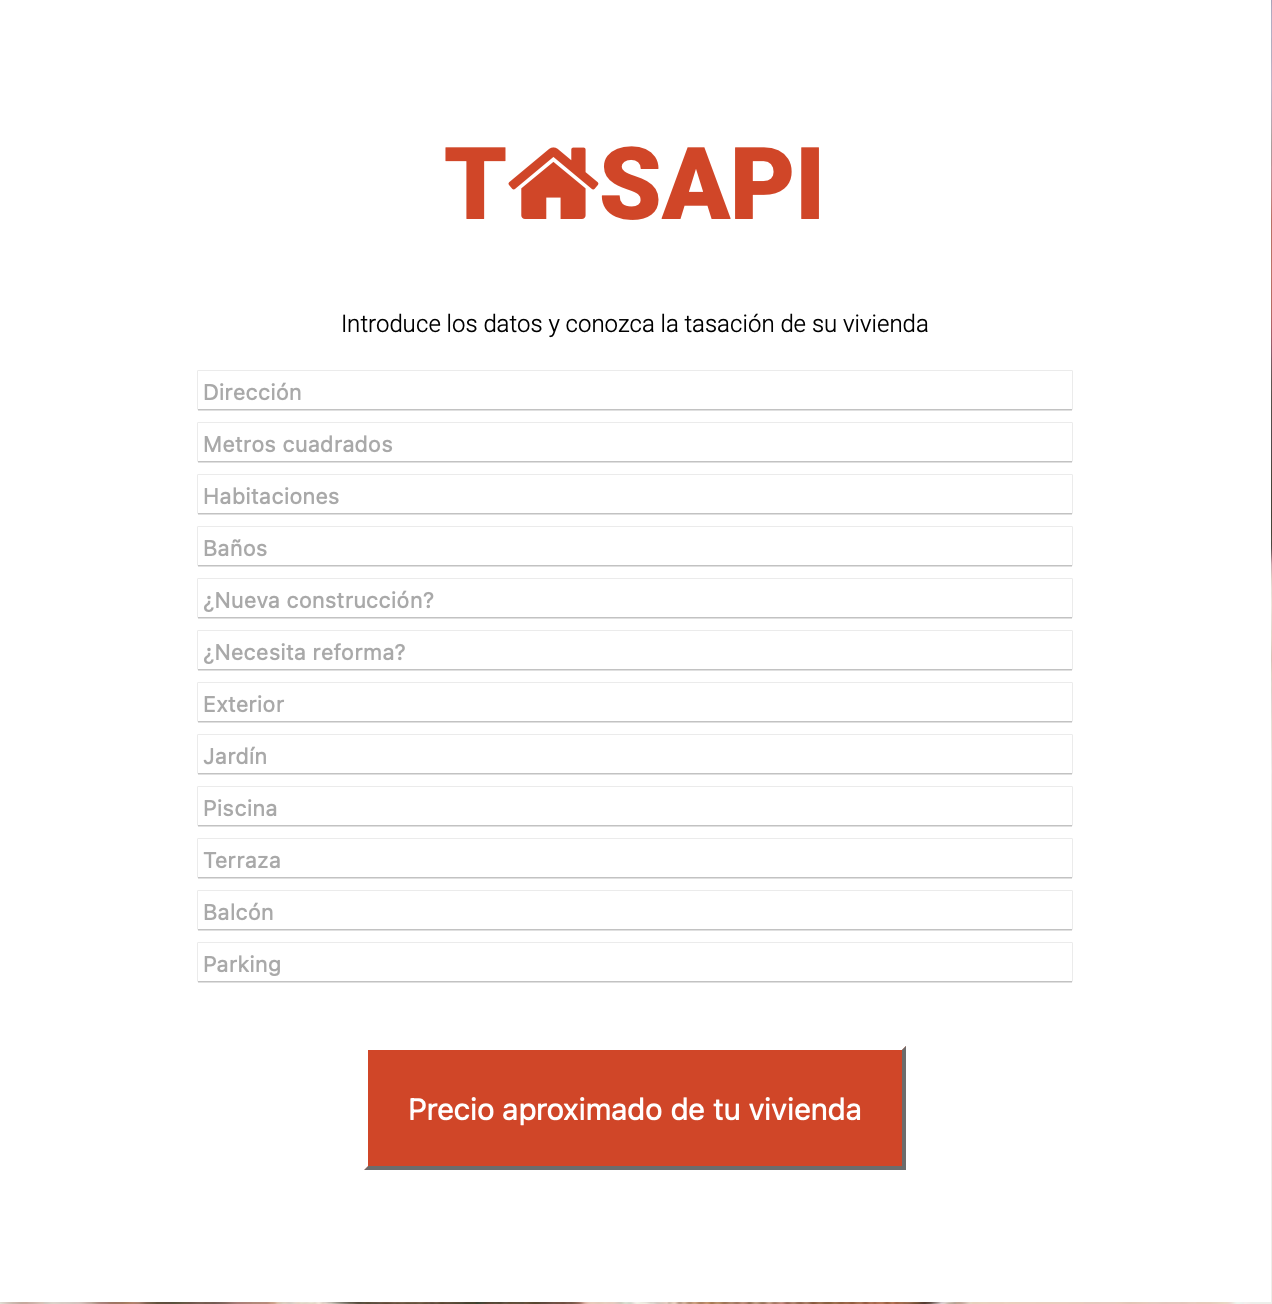 TASAPI
Introduce los datos y conozca la tasación de su vivienda
Dirección
Metros cuadrados
Habitaciones
Baños
¿Nueva construcción?
¿Necesita reforma?
Exterior
Jardín
Piscina
Terraza
Balcón
Parking
Precio aproximado de tu vivienda